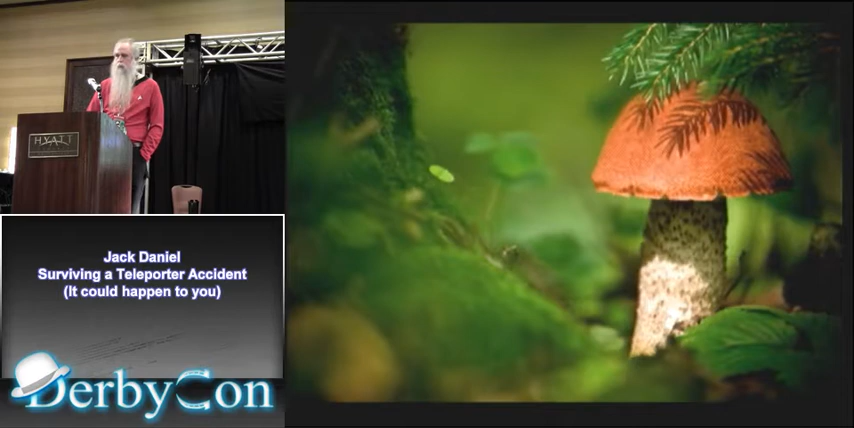 HYATT
Jack Daniel
Surviving a Teleporter Accident
(It could happen to you)
DerbyCon